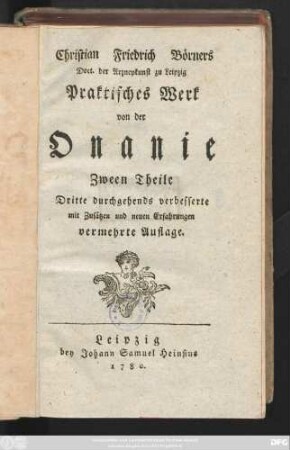 Christian Friedrich Börners
Doct. der Arzneykunst zu Leipzig
Praktisches Werk
von der
Onanie
Zween Theile
Dritte durchgehends verbesserte
mit Zusätzen und neuen Erfahrungen
vermehrte Auflage.
Leipzig
bey Johann Samuel Heinsius
1780.